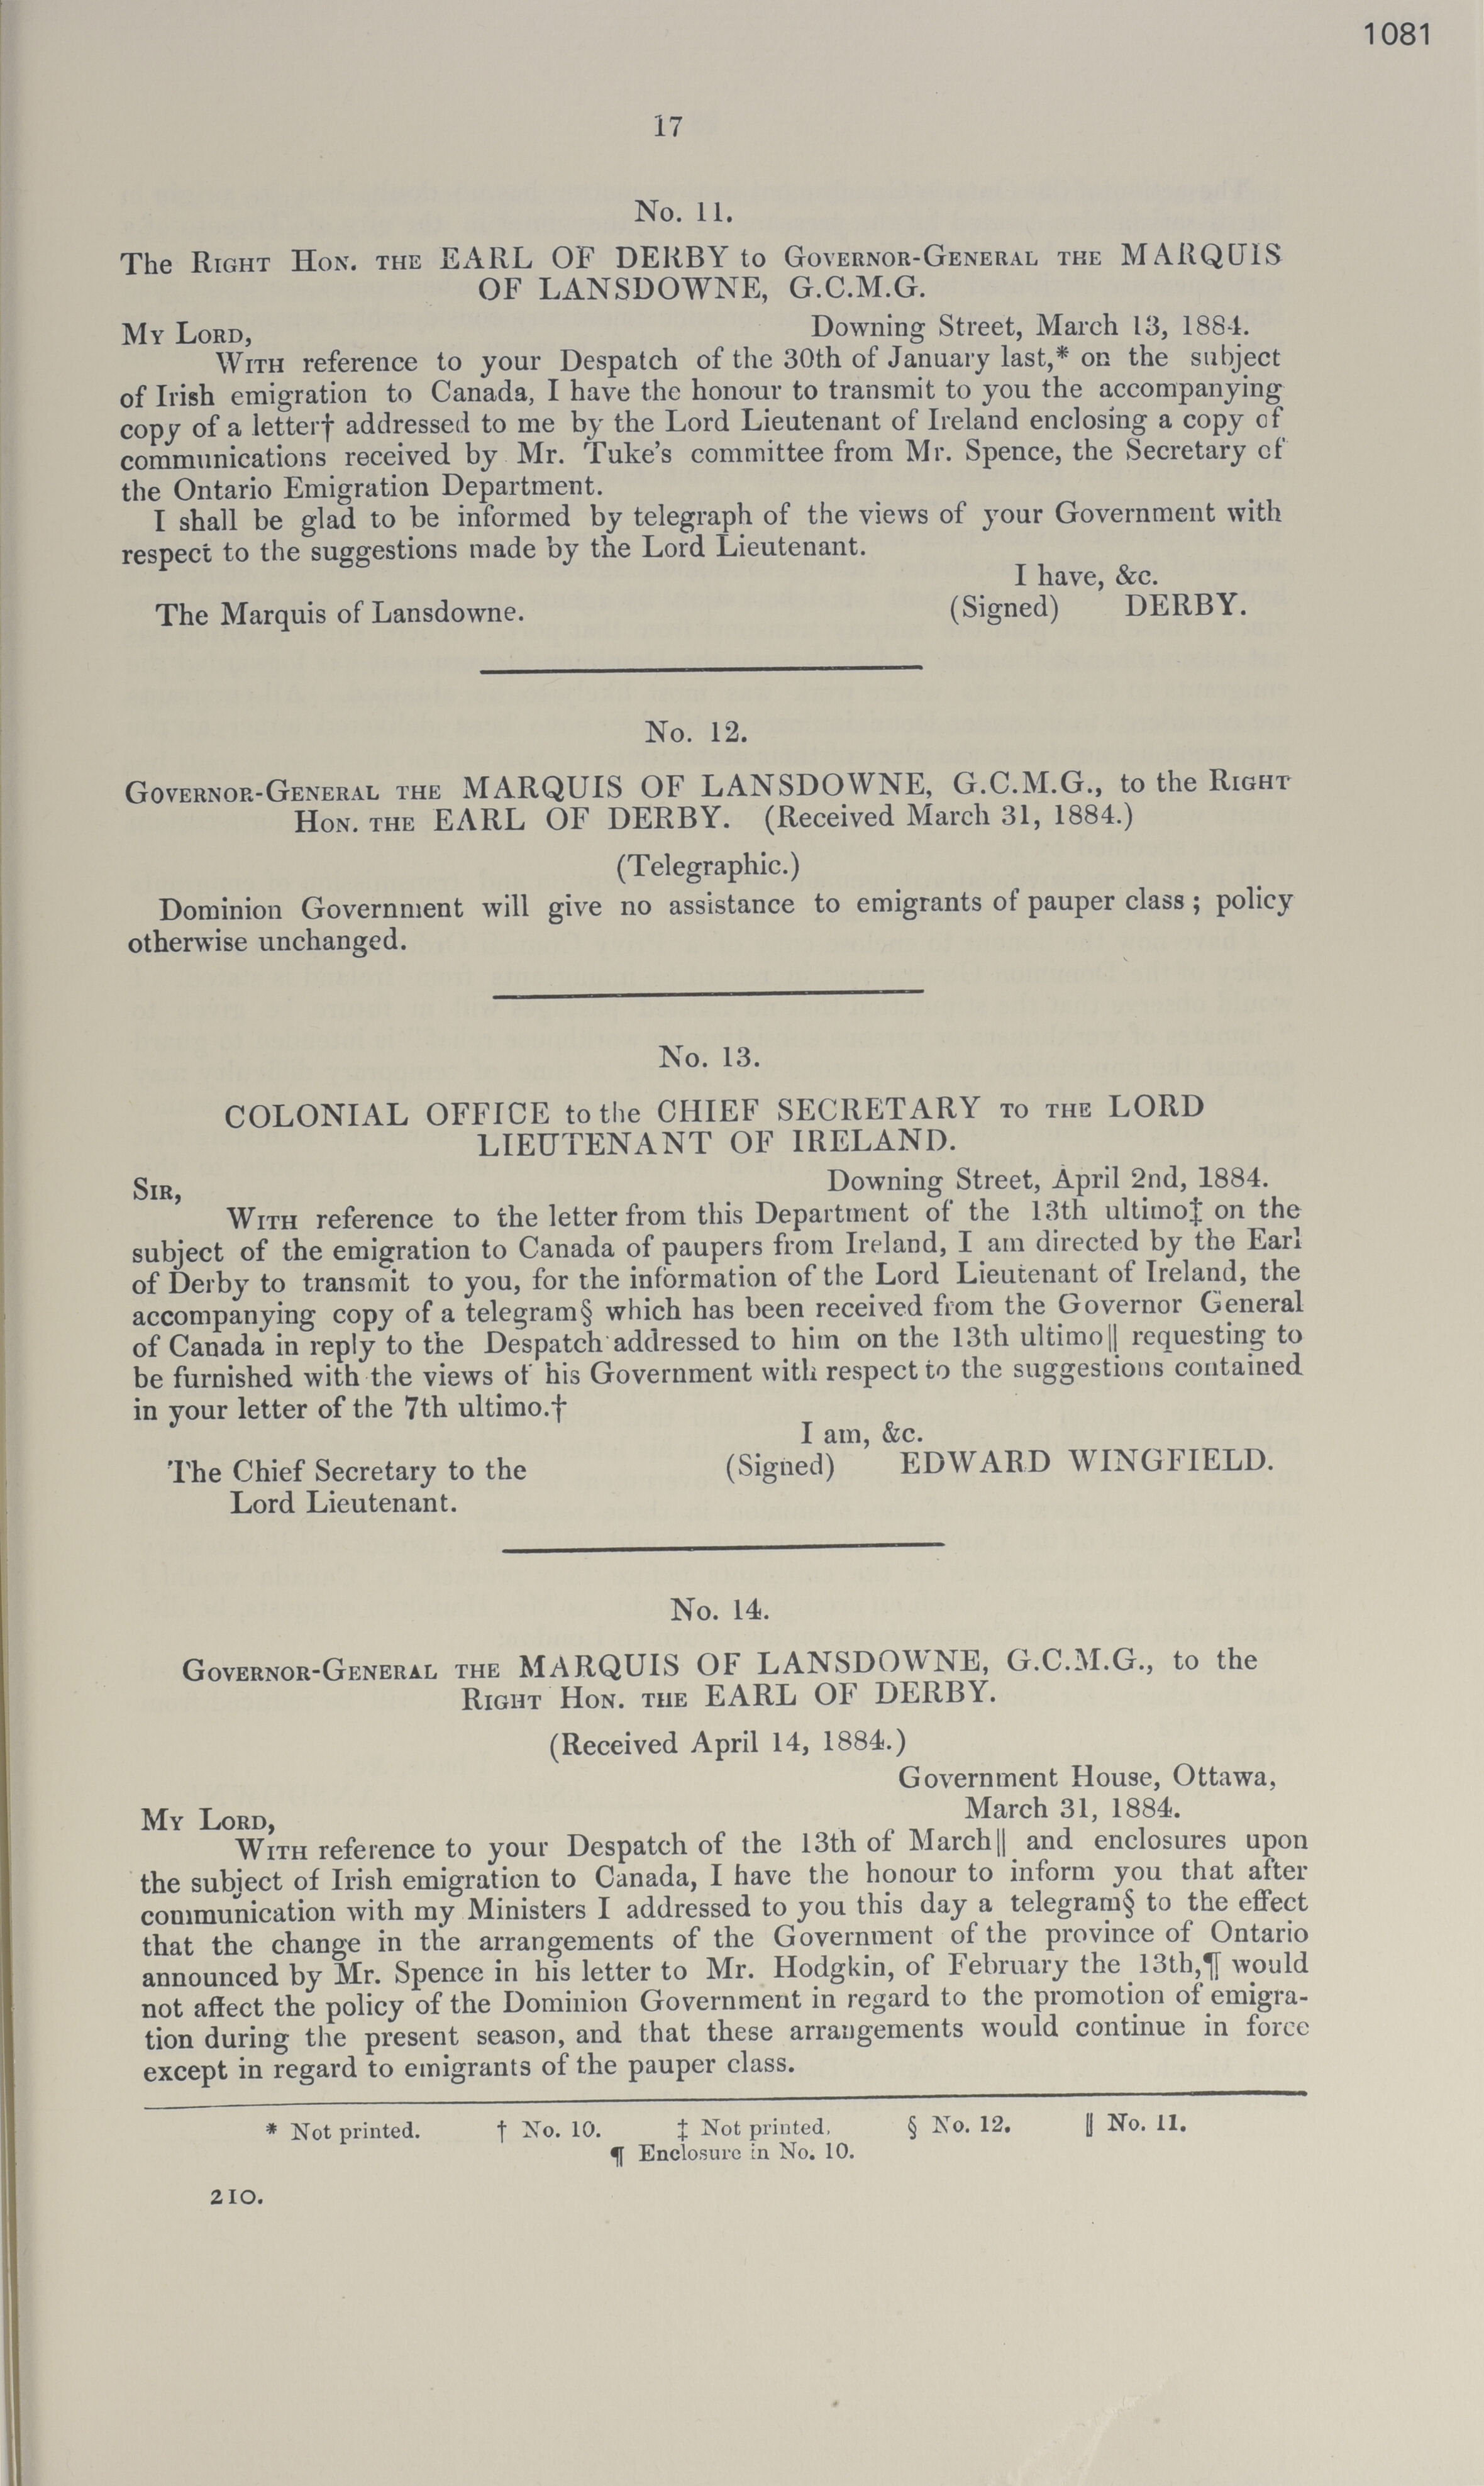 1081
17
No. 11.
The Right Hon. the EARL OF DERBY to Governor-General the MARQUIS
OF LANSDOWNE, G.C.M.G.
My Lord, Downing Street, March 13, 1884.
With reference to your Despatch of the 30th of January last,* on the subject
of Irish emigration to Canada, I have the honour to transmit to you the accompanying
copy of a letter† addressed to me by the Lord Lieutenant of Ireland enclosing a copy of
communications received by Mr. Tuke's committee from Mr. Spence, the Secretary of
the Ontario Emigration Department.
I shall be glad to be informed by telegraph of the views of your Government with
respect to the suggestions made by the Lord Lieutenant.
I have, &c.
The Marquis of Lansdowne. (Signed) DERBY.
No. 12.
Governor-General the MARQUIS OF LANSDOWNE, G.C.M.G., to the Right
Hon. the EARL OF DERBY. (Received March 31, 1884.)
(Telegraphic.)
Dominion Government will give no assistance to emigrants of pauper class; policy
otherwise unchanged.
No. 13.
COLONIAL OFFICE to the CHIEF SECRETARY to the LORD
LIEUTENANT OF IRELAND.
Sir, Downing Street, April 2nd, 1884.
With reference to the letter from this Department of the 13th ultimo‡ on the
subject of the emigration to Canada of paupers from Ireland, I am directed by the Earl
of Derby to transmit to you, for the information of the Lord Lieutenant of Ireland, the
accompanying copy of a telegram§ which has been received from the Governor General
of Canada in reply to the Despatch addressed to him on the 13th ultimo‖ requesting to
be furnished with the views of his Government with respect to the suggestions contained
in your letter of the 7th ultimo.†
I am, &c.
The Chief Secretary to the (Signed) EDWARD WINGFIELD.
Lord Lieutenant.
No. 14.
Governor-General the MARQUIS OF LANSDOWNE, G.C.M.G., to the
Right Hon. the EARL OF DERBY.
(Received April 14, 1884.)
Government House, Ottawa,
My Lord, March 31, 1884.
With reference to your Despatch of the 13th of March‖ and enclosures upon
the subject of Irish emigration to Canada, I have the honour to inform you that after
communication with my Ministers I addressed to you this day a telegram§ to the effect
that the change in the arrangements of the Government of the province of Ontario
announced by Mr. Spence in his letter to Mr. Hodgkin, of February the 13th,¶ would
not affect the policy of the Dominion Government in regard to the promotion of emigra-
tion during the present season, and that these arrangements would continue in force
except in regard to emigrants of the pauper class.
* Not printed. † No. 10. ‡ Not printed. § No. 12. ‖ No. 11.
¶ Enclosure in No. 10.
210.